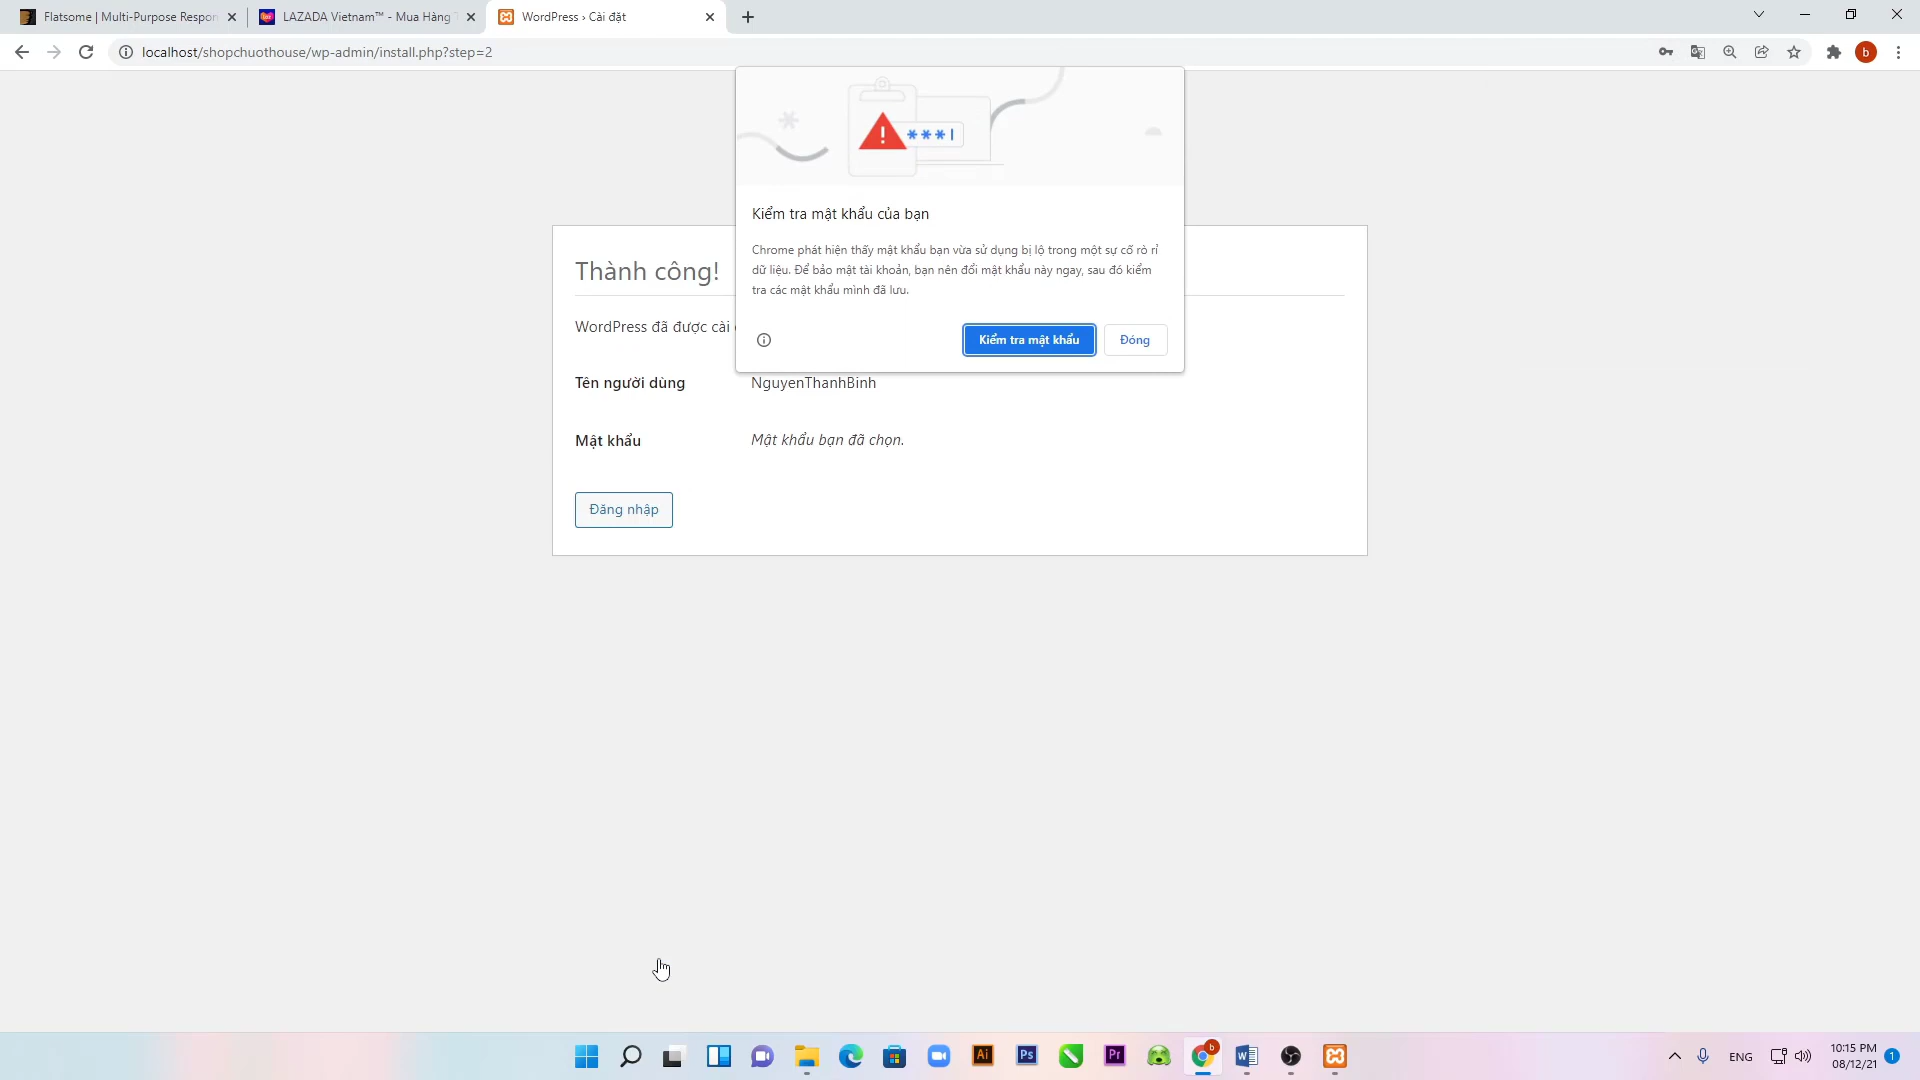 Flatsome | Multi-Purpose Respon
LAZADA Vietnam™ - Mua Hàng T
WordPress › Cài đặt
localhost/shopchuothouse/wp-admin/install.php?step=2
b
***|
Kiểm tra mật khẩu của bạn
Chrome phát hiện thấy mật khẩu bạn vừa sử dụng bị lộ trong một sự cố rò rỉ
dữ liệu. Để bảo mật tài khoản, bạn nên đổi mật khẩu này ngay, sau đó kiểm
tra các mật khẩu mình đã lưu.
Kiểm tra mật khẩu
Đóng
Thành công!
WordPress đã được cài
Tên người dùng
NguyenThanhBinh
Mật khẩu
Mật khẩu bạn đã chọn.
Đăng nhập
Ai
Ps
Pr
b
W
ENG
10:15 PM
08/12/21
1